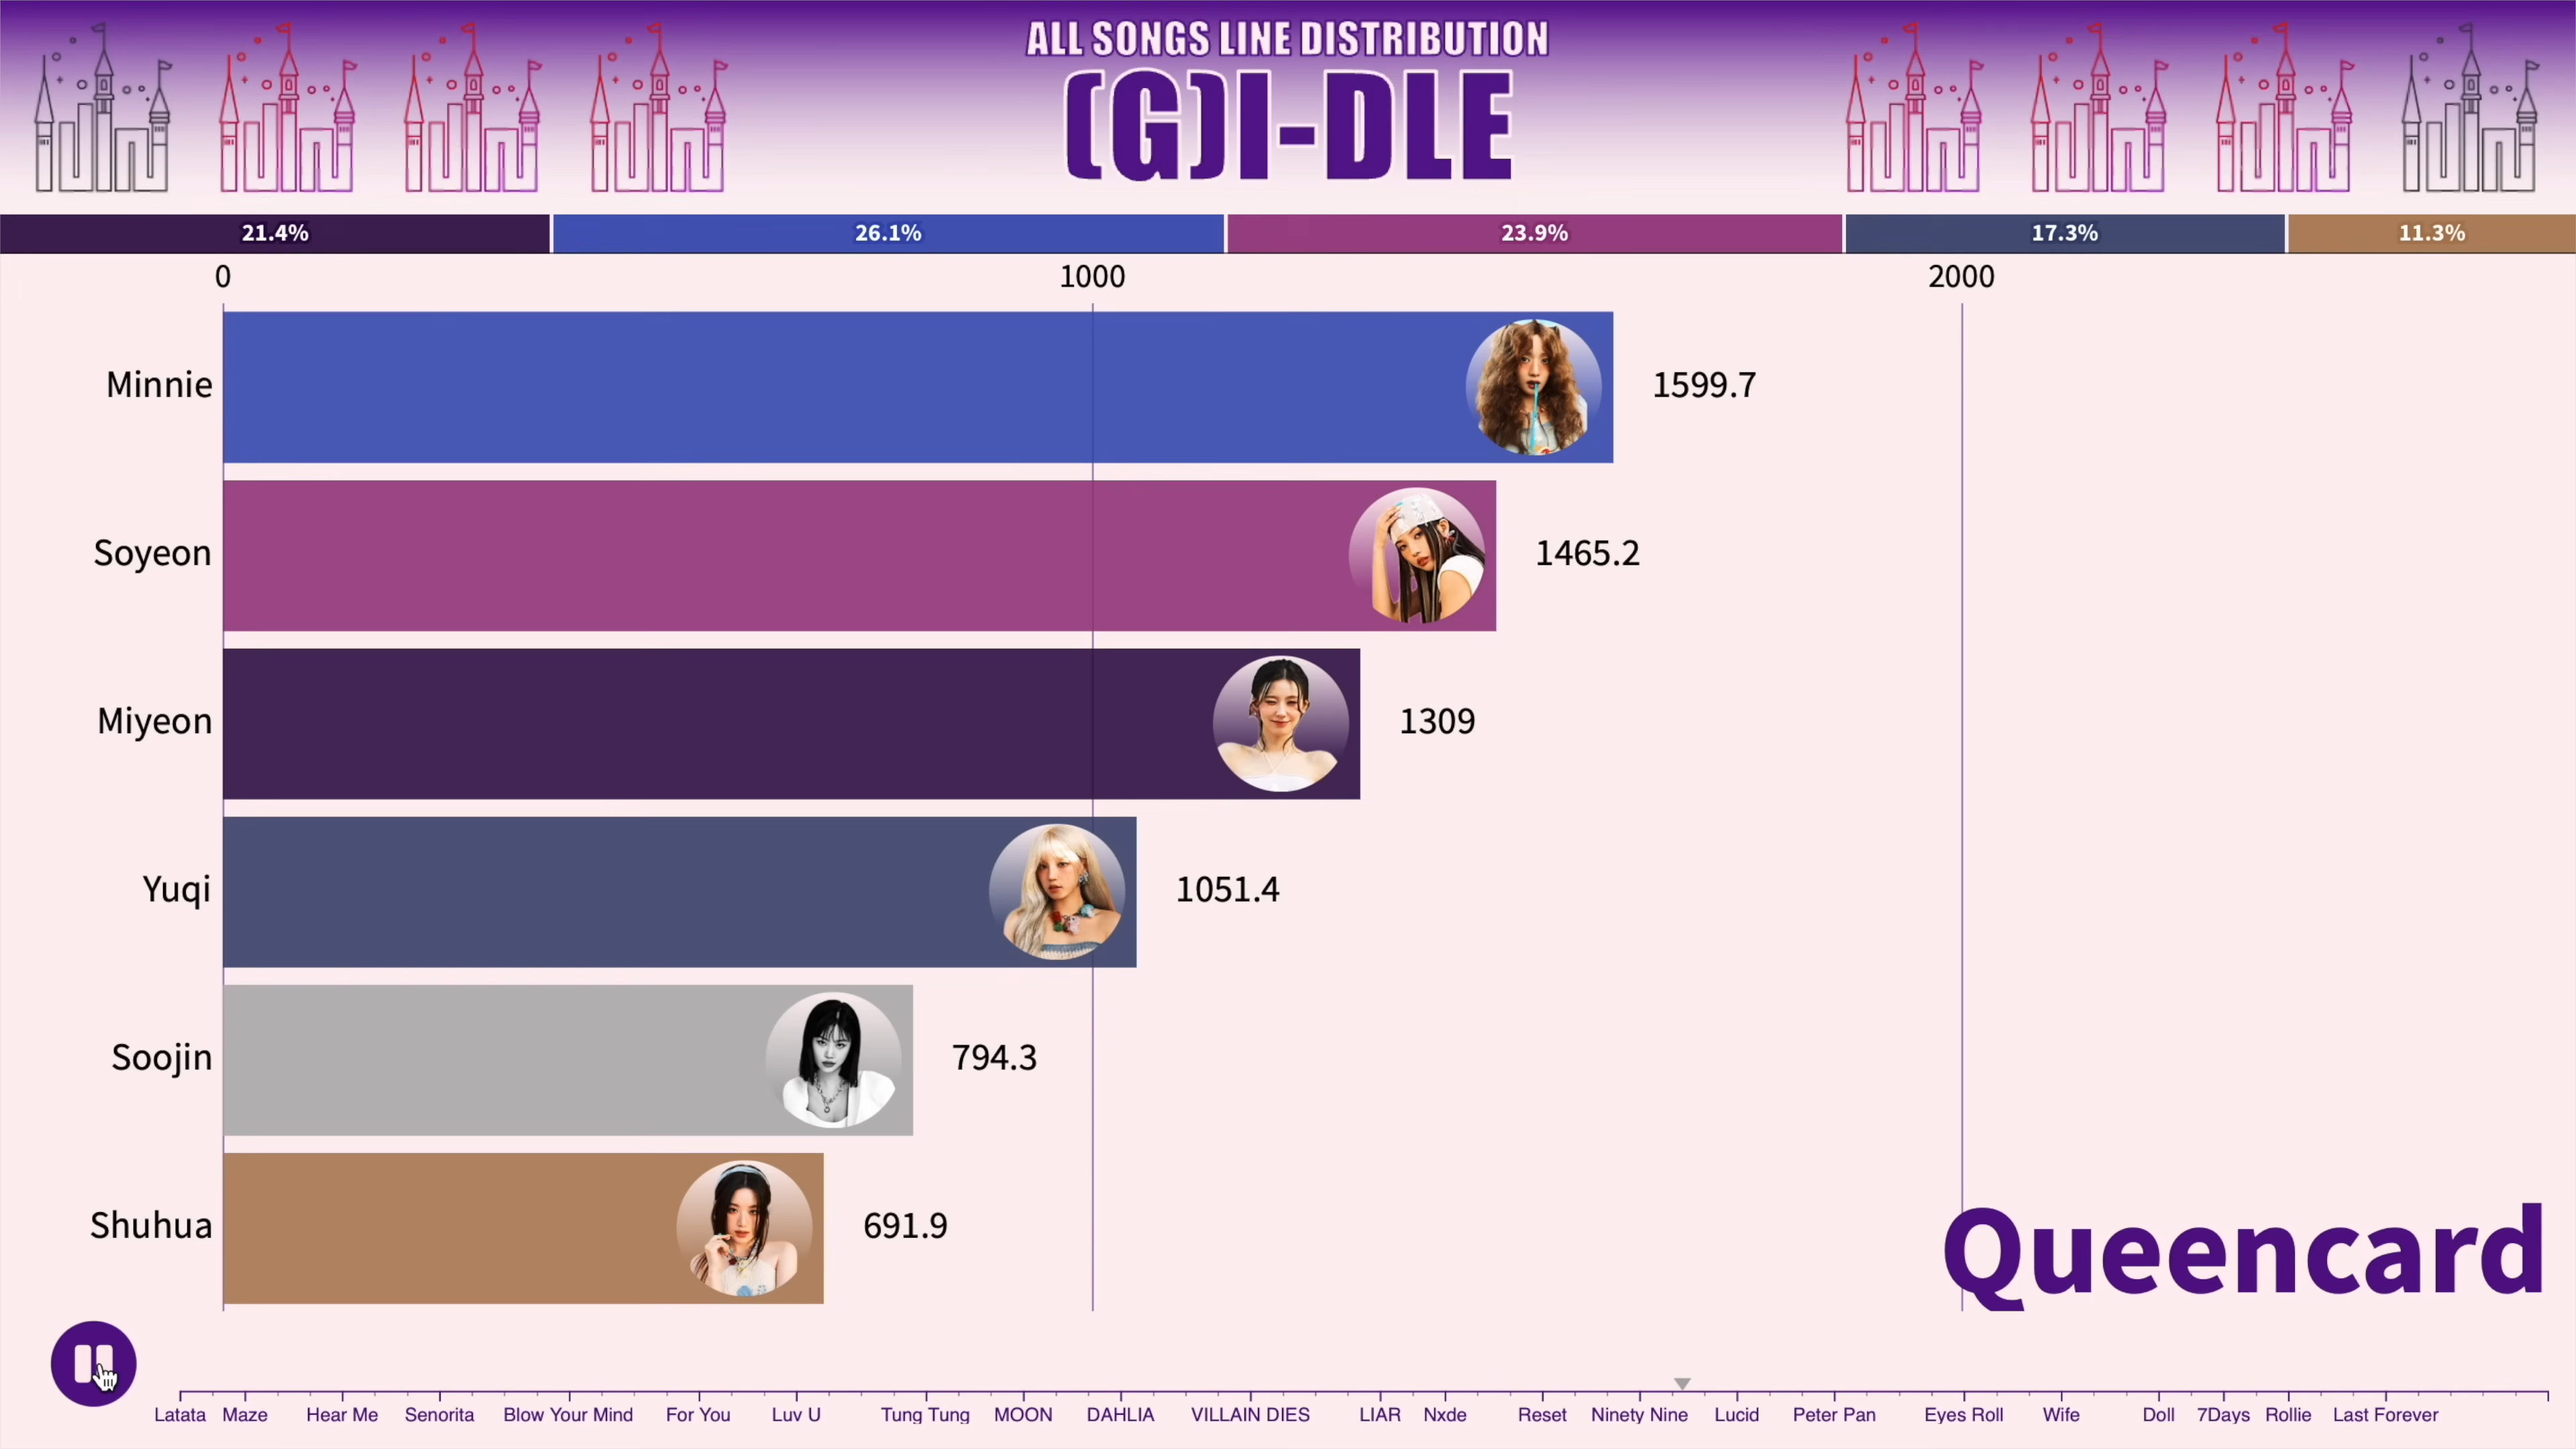 ALL SONGS LINE DISTRIBUTION
(G)I-DLE
21.4% 26.1% 23.9% 17.3% 11.3%
0 1000 2000
Minnie 1599.7
Soyeon 1465.2
Miyeon 1309
Yuqi 1051.4
Soojin 794.3
Shuhua 691.9
Queencard
Latata Maze Hear Me Senorita Blow Your Mind For You Luv U Tung Tung MOON DAHLIA VILLAIN DIES LIAR Nxde Reset Ninety Nine Lucid Peter Pan Eyes Roll Wife Doll 7Days Rollie Last Forever